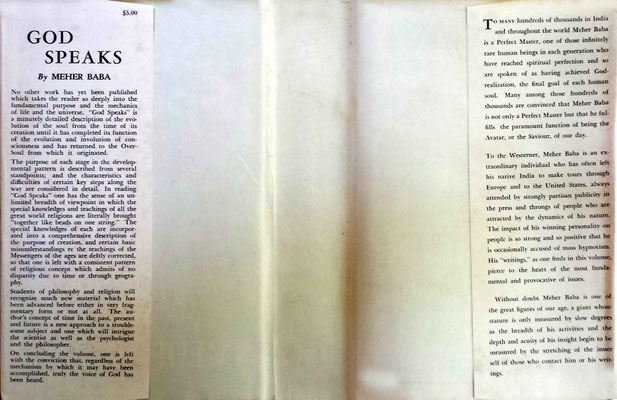 $5.00
GOD
SPEAKS
By MEHER BABA
No other work has yet been published
which takes the reader so deeply into the
fundamental purpose and the mechanics
of life and the universe. "God Speaks" is
a minutely detailed description of the evo-
lution of the soul from the time of its
creation until it has completed its function
of the evolution and involution of con-
sciousness and has returned to the Over-
Soul from which it originated.
The purpose of each stage in the develop-
mental pattern is described from several
standpoints; and the characteristics and
difficulties of certain key steps along the
way are considered in detail. In reading
"God Speaks" one has the sense of an un-
limited breadth of viewpoint in which the
special knowledges and teachings of all the
great world religions are literally brought
"together like beads on one string." The
special knowledges of each are incorpor-
ated into a comprehensive description of
the purpose of creation, and certain basic
misunderstandings re the teachings of the
Messengers of the ages are deftly corrected,
so that one is left with a consistent pattern
of religious concept which admits of no
disparity due to time or through geogra-
phy.
Students of philosophy and religion will
recognize much new material which has
been advanced before either in very frag-
mentary form or not at all. The au-
thor's concept of time in the past, present
and future is a new approach to a trouble-
some subject and one which will intrigue
the scientist as well as the psychologist
and the philosopher.
On concluding the volume, one is left
with the conviction that, regardless of the
mechanism by which it may have been
accomplished, truly the voice of God has
been heard.
TO MANY hundreds of thousands in India
and throughout the world Meher Baba
is a Perfect Master, one of those infinitely
rare human beings in each generation who
have reached spiritual perfection and so
are spoken of as having achieved God-
realization, the final goal of each human
soul. Many among those hundreds of
thousands are convinced that Meher Baba
is not only a Perfect Master but that he ful-
fills the paramount function of being the
Avatar, or the Saviour, of our day.
To the Westerner, Meher Baba is an ex-
traordinary individual who has often left
his native India to make tours through
Europe and to the United States, always
attended by strongly partisan publicity in
the press and throngs of people who are
attracted by the dynamics of his nature.
The impact of his winning personality on
people is so strong and so positive that he
is occasionally accused of mass hypnotism.
His "writings," as one finds in this volume,
pierce to the heart of the most funda-
mental and provocative of issues.
Without doubt Meher Baba is one of
the great figures of our age, a giant whose
stature is only measured by slow degrees
as the breadth of his activities and the
depth and acuity of his insight begin to be
measured by the stretching of the inner
self of those who contact him or his writ-
ings.